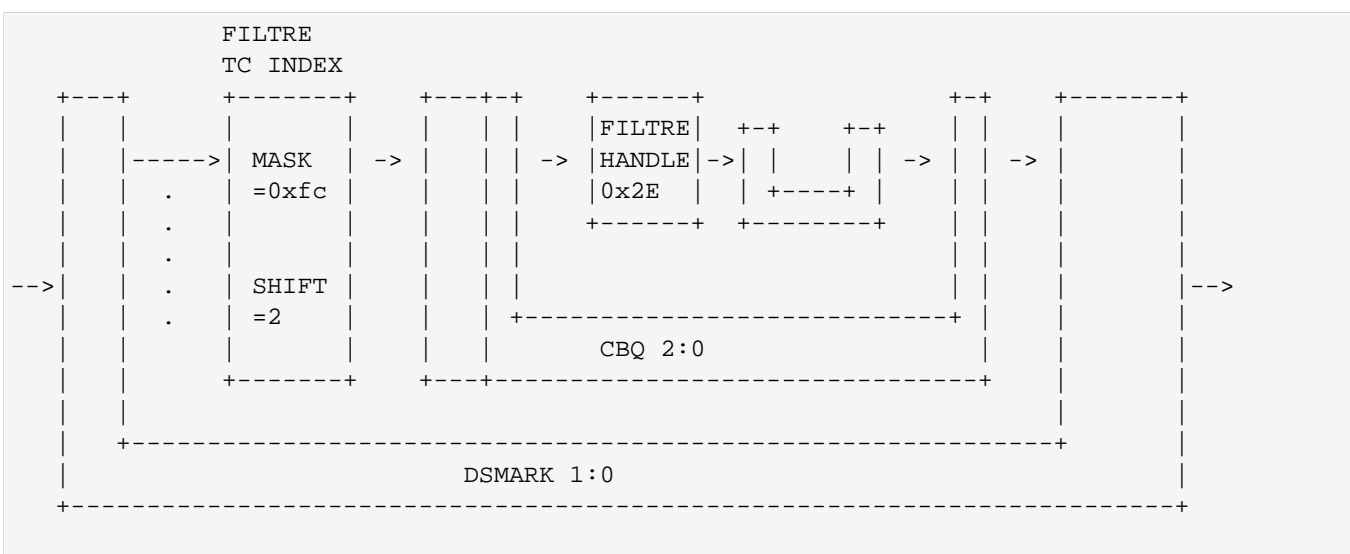 FILTRE
TC INDEX
FILTRE
MASK HANDLE
=0xfc 0x2E
SHIFT
=2
CBQ 2:0
DSMARK 1:0